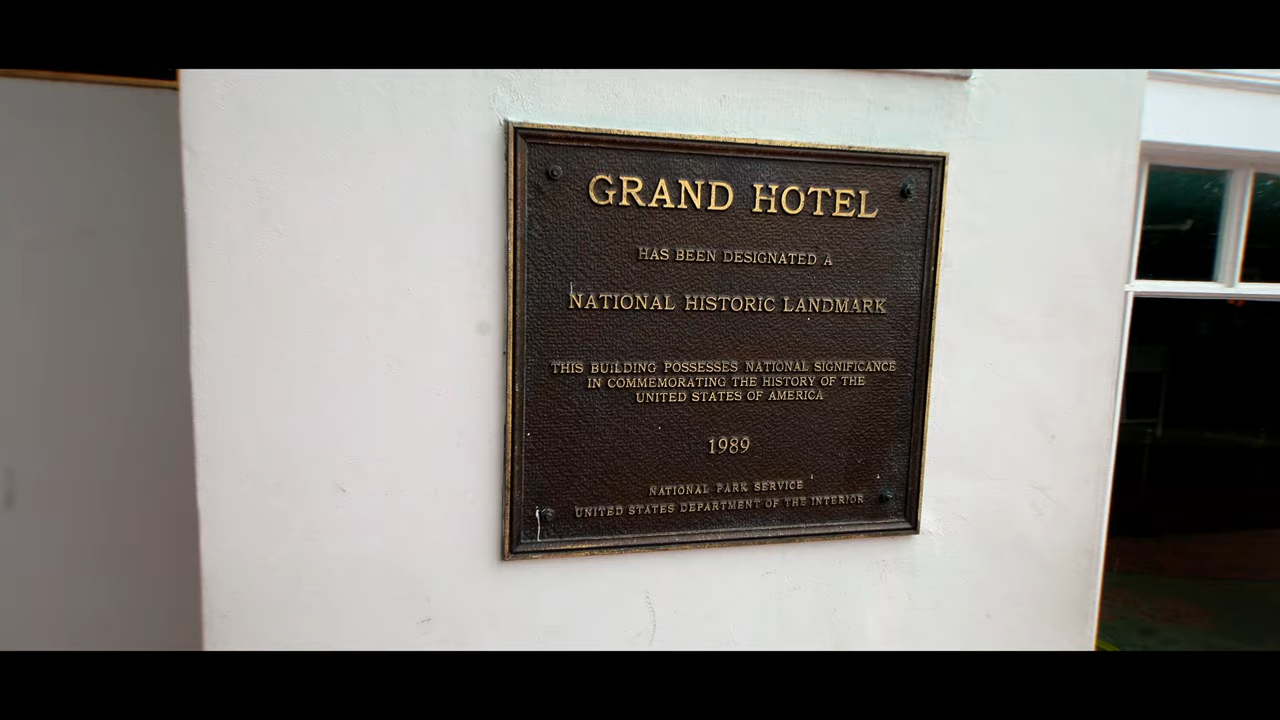 GRAND HOTEL
HAS BEEN DESIGNATED A
NATIONAL HISTORIC LANDMARK
THIS BUILDING POSSESSES NATIONAL SIGNIFICANCE
IN COMMEMORATING THE HISTORY OF THE
UNITED STATES OF AMERICA
1989
NATIONAL PARK SERVICE
UNITED STATES DEPARTMENT OF THE INTERIOR